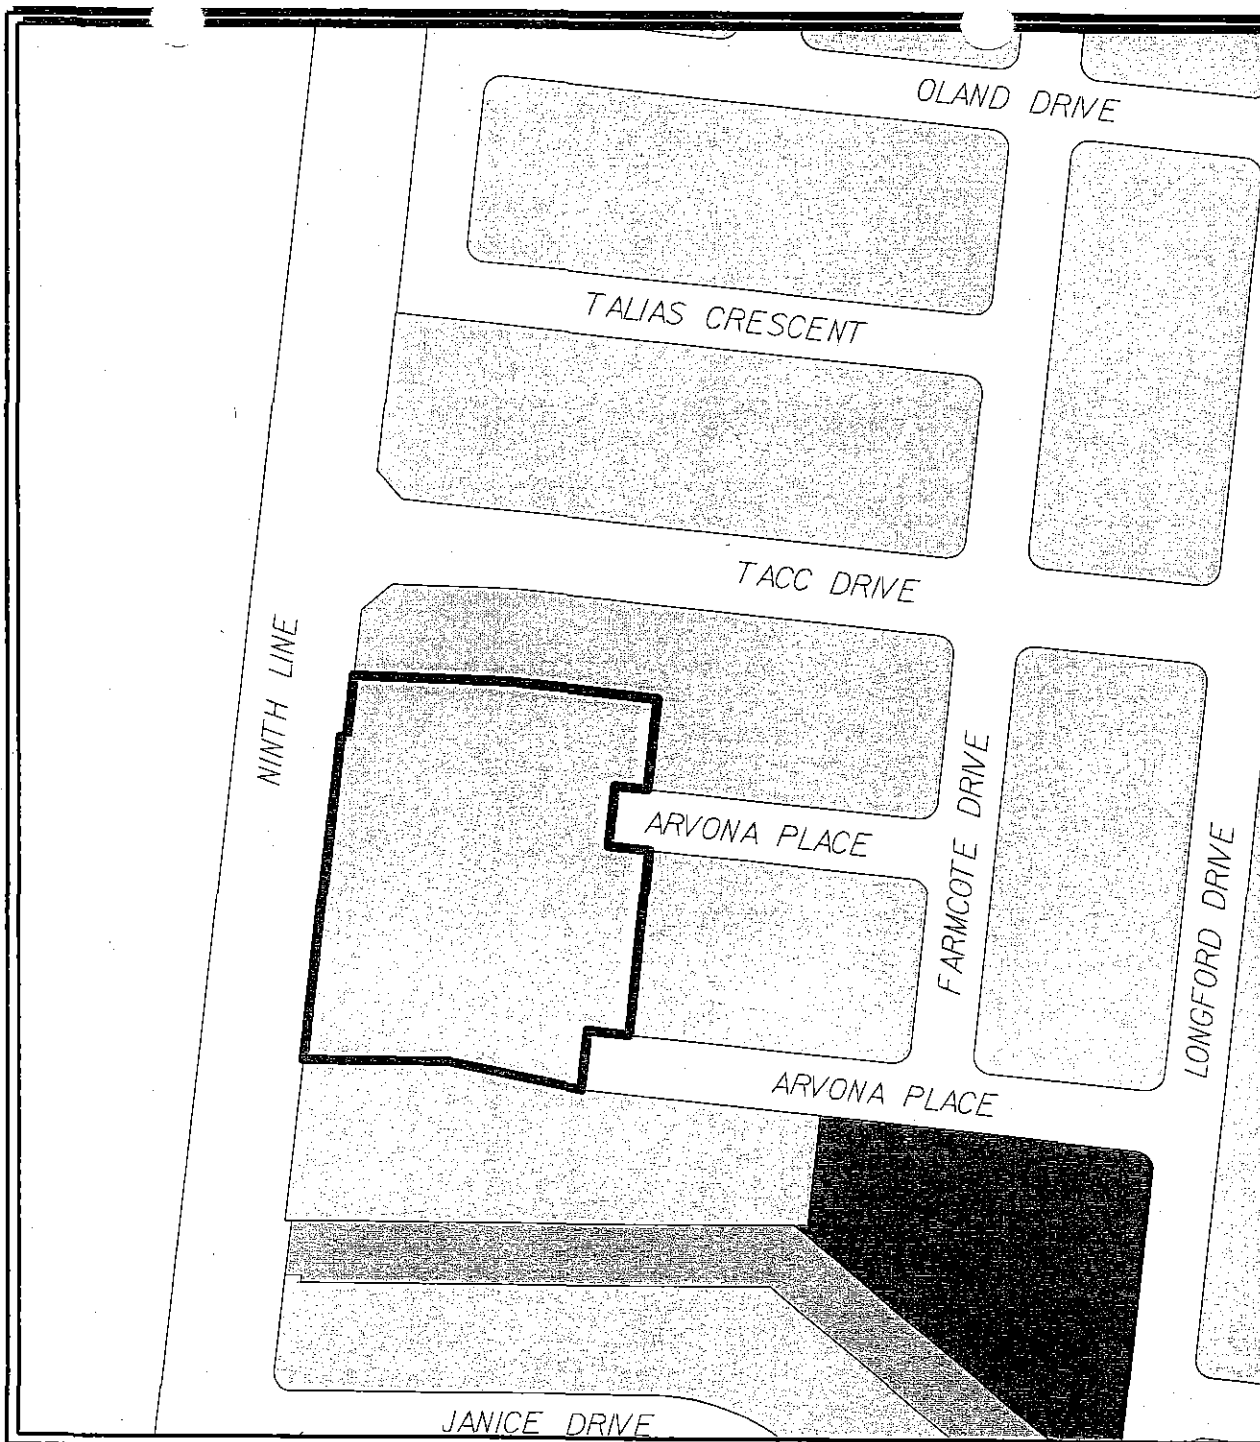 OLAND DRIVE
TALIAS CRESCENT
TACC DRIVE
NINTH LINE
ARVONA PLACE
FARMCOTE DRIVE
LONGFORD DRIVE
ARVONA PLACE
JANICE DRIVE